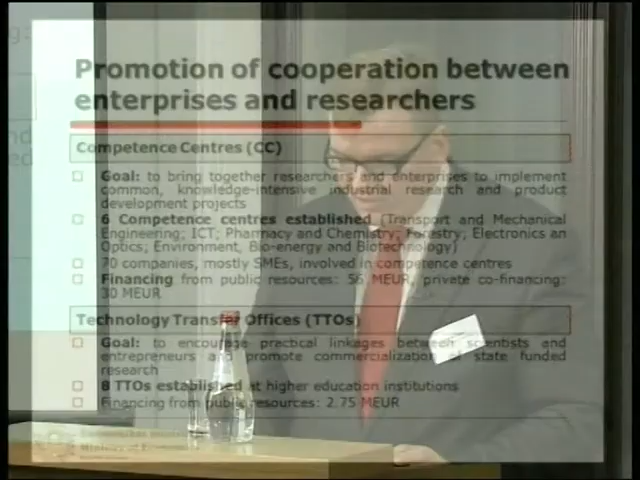 Promotion of cooperation between
enterprises and researchers
Competence Centres (CC)
Goal: to bring together researchers and enterprises to implement
common, knowledge-intensive industrial research and product
development projects
6 Competence centres established (Transport and Mechanical
Engineering; ICT; Pharmacy and Chemistry; Forestry; Electronics an
Optics; Environment, Bio-energy and Biotechnology)
70 companies, mostly SMEs, involved in competence centres
Financing from public resources: 56 MEUR, private co-financing:
30 MEUR
Technology Transfer Offices (TTOs)
Goal: to encourage practical linkages between scientists and
entrepreneurs and promote commercialization of state funded
research
8 TTOs established at higher education institutions
Financing from public resources: 2.75 MEUR